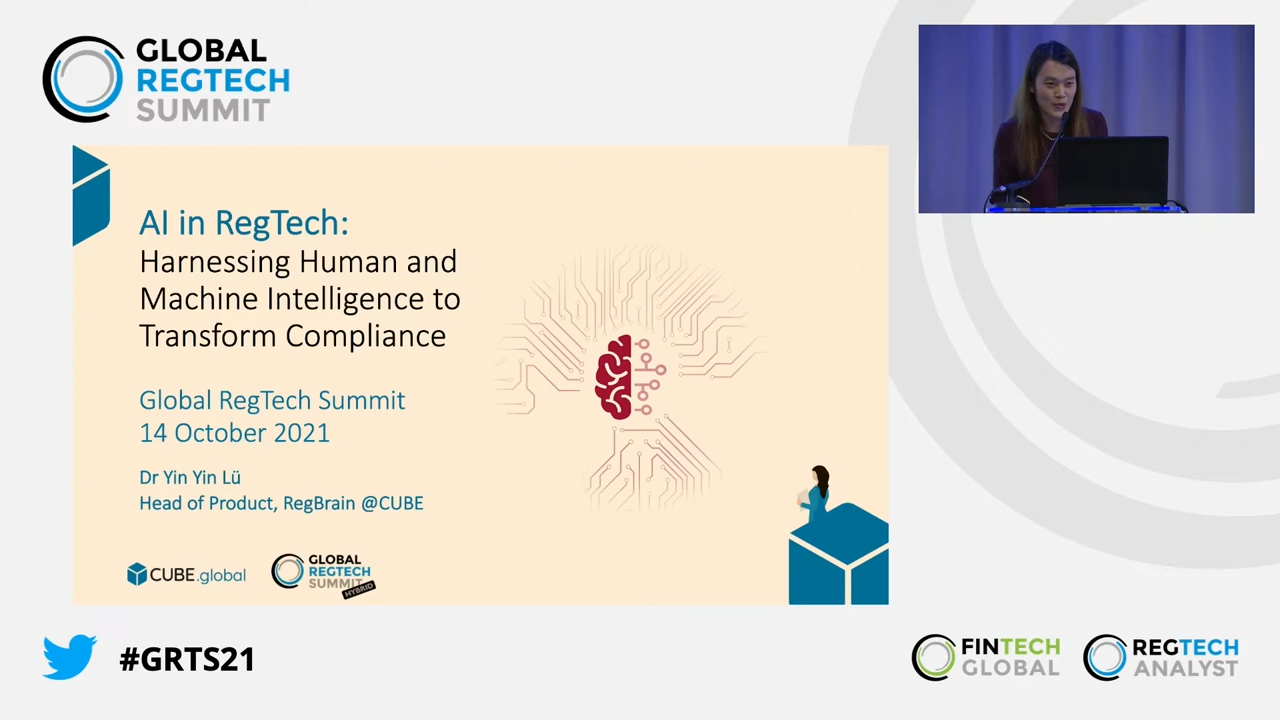 GLOBAL
REGTECH
SUMMIT
AI in RegTech:
Harnessing Human and
Machine Intelligence to
Transform Compliance
Global RegTech Summit
14 October 2021
Dr Yin Yin Lü
Head of Product, RegBrain @CUBE
CUBE.global
GLOBAL
REGTECH
SUMMIT
HYBRID
#GRTS21
FINTECH
GLOBAL
REGTECH
ANALYST